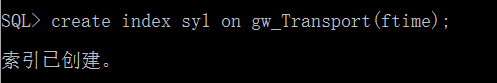 SQL> create index sy1 on gw_Transport(ftime);
索引已创建。